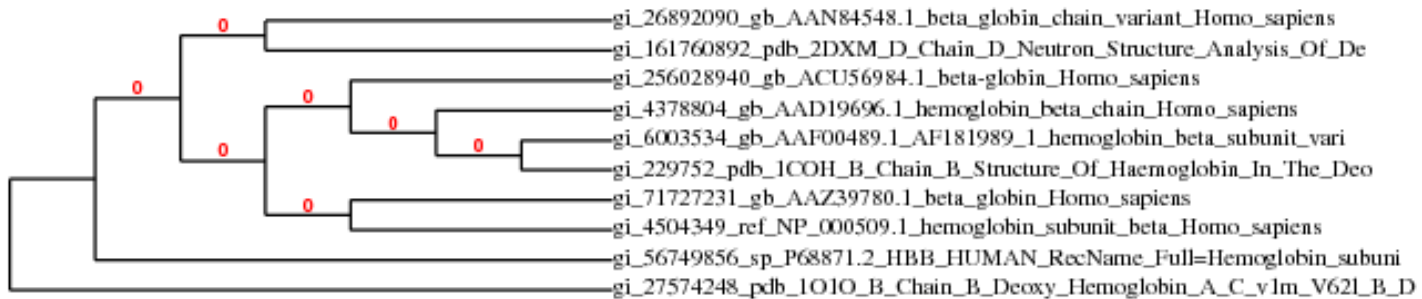 0
gi_26892090_gb_AAN84548.1_beta_globin_chain_variant_Homo_sapiens
gi_161760892_pdb_2DXM_D_Chain_D_Neutron_Structure_Analysis_Of_De
0
0
gi_256028940_gb_ACU56984.1_beta-globin_Homo_sapiens
gi_4378804_gb_AAD19696.1_hemoglobin_beta_chain_Homo_sapiens
0
gi_6003534_gb_AAF00489.1_AF181989_1_hemoglobin_beta_subunit_vari
0
0
gi_229752_pdb_1COH_B_Chain_B_Structure_Of_Haemoglobin_In_The_Deo
gi_71727231_gb_AAZ39780.1_beta_globin_Homo_sapiens
0
gi_4504349_ref_NP_000509.1_hemoglobin_subunit_beta_Homo_sapiens
gi_56749856_sp_P68871.2_HBB_HUMAN_RecName_Full=Hemoglobin_subuni
gi_27574248_pdb_1O1O_B_Chain_B_Deoxy_Hemoglobin_A_C_v1m_V62l_B_D